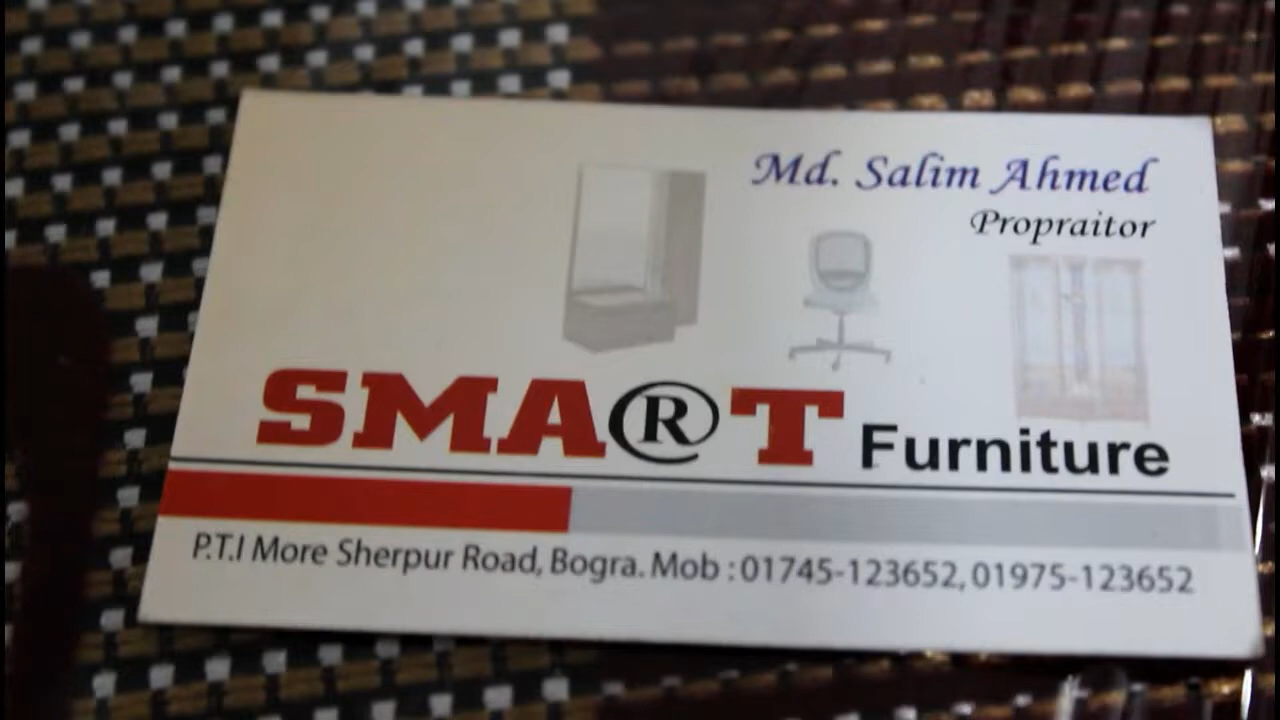 Md. Salim Ahmed
Propraitor
SMA®T Furniture
P.T.I More Sherpur Road, Bogra. Mob : 01745-123652, 01975-123652